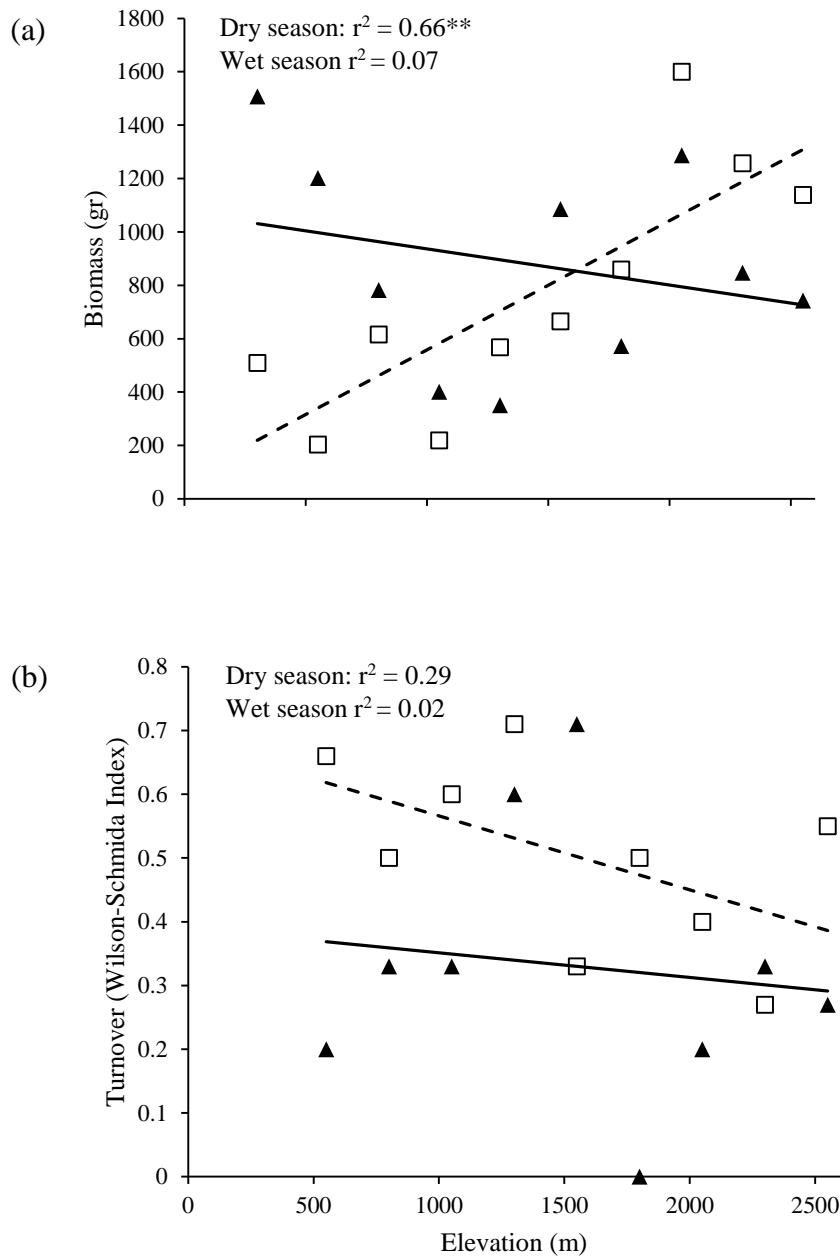 (a)
Dry season: r² = 0.66**
Wet season r² = 0.07
1800
1600
1400
1200
1000
800
600
400
200
0
Biomass (gr)
(b)
Dry season: r² = 0.29
Wet season r² = 0.02
0.8
0.7
0.6
0.5
0.4
0.3
0.2
0.1
0
Turnover (Wilson-Schmida Index)
0 500 1000 1500 2000 2500
Elevation (m)